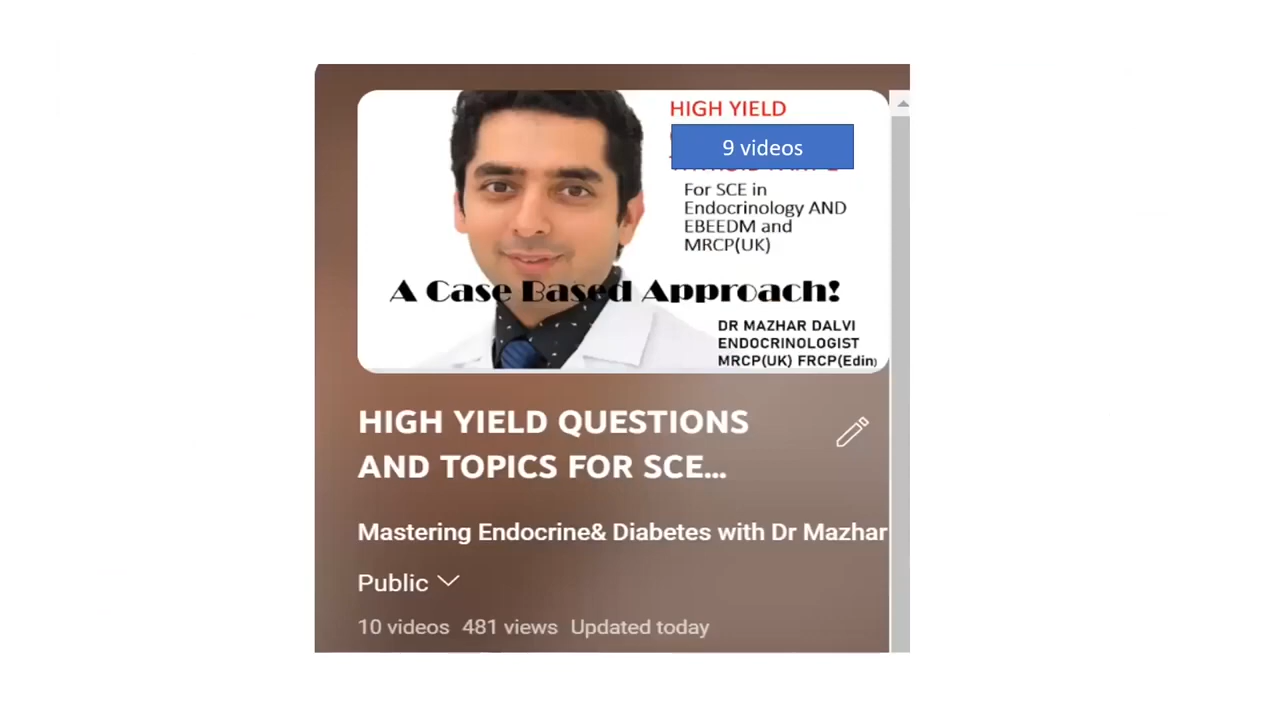 HIGH YIELD
9 videos
For SCE in
Endocrinology AND
EBEEDM and
MRCP(UK)
A Case Based Approach!
DR MAZHAR DALVI
ENDOCRINOLOGIST
MRCP(UK) FRCP(Edin)
HIGH YIELD QUESTIONS
AND TOPICS FOR SCE...
Mastering Endocrine& Diabetes with Dr Mazhar
Public
10 videos 481 views Updated today